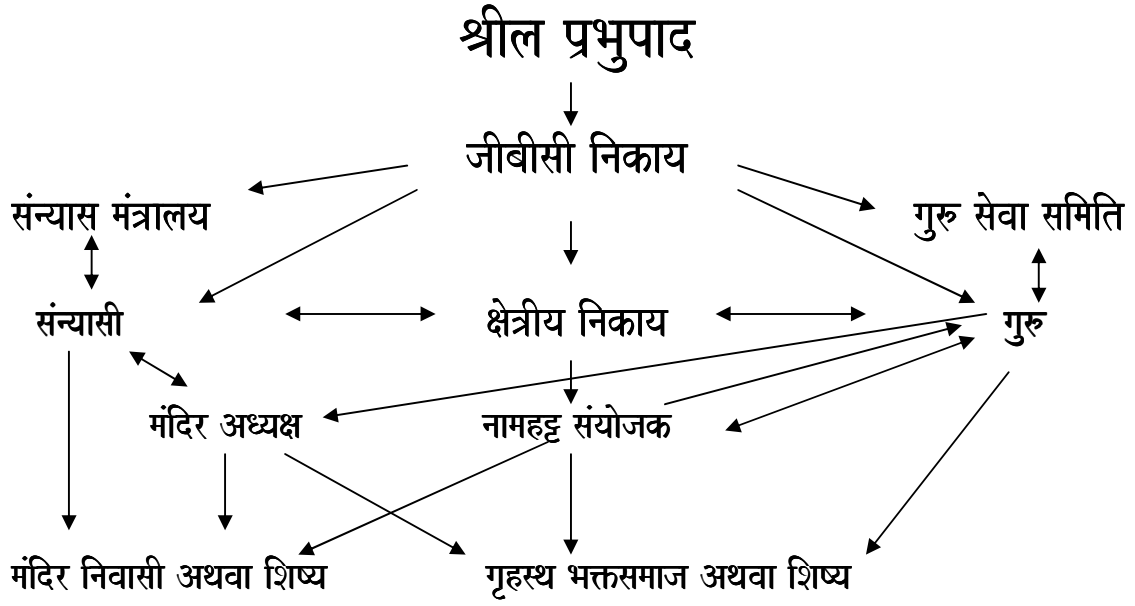 श्रील प्रभुपाद
जीबीसी निकाय
संन्यास मंत्रालय
गुरु सेवा समिति
संन्यासी
क्षेत्रीय निकाय
गुरु
मंदिर अध्यक्ष
नामहट्ट संयोजक
मंदिर निवासी अथवा शिष्य
गृहस्थ भक्तसमाज अथवा शिष्य